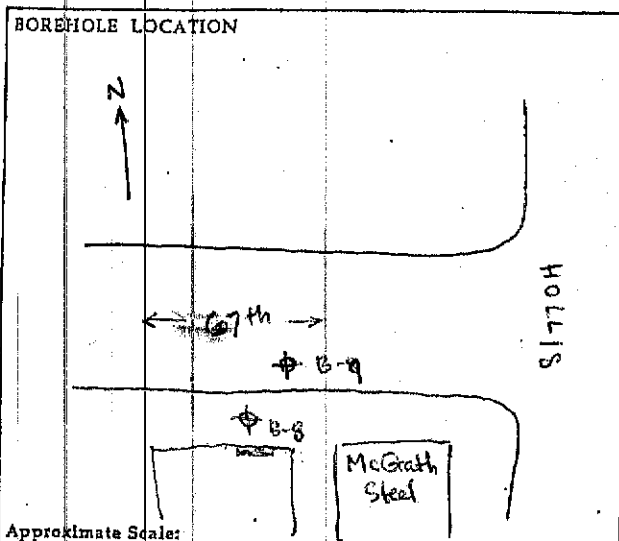 BOREHOLE LOCATION
N
67th
HOLLIS
B-9
B-8
McGrath
Steel
Approximate Scale: